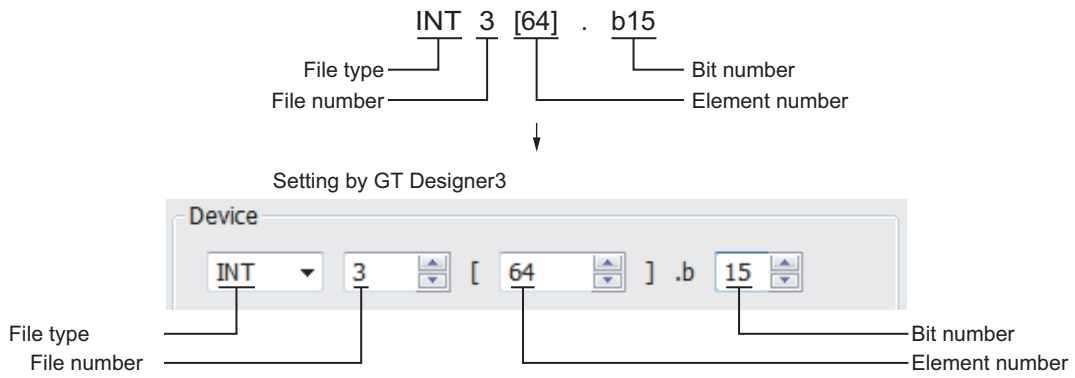 INT 3 [64] . b15
File type Bit number
File number Element number
Setting by GT Designer3
Device
INT 3 [ 64 ] .b 15
File type Bit number
File number Element number